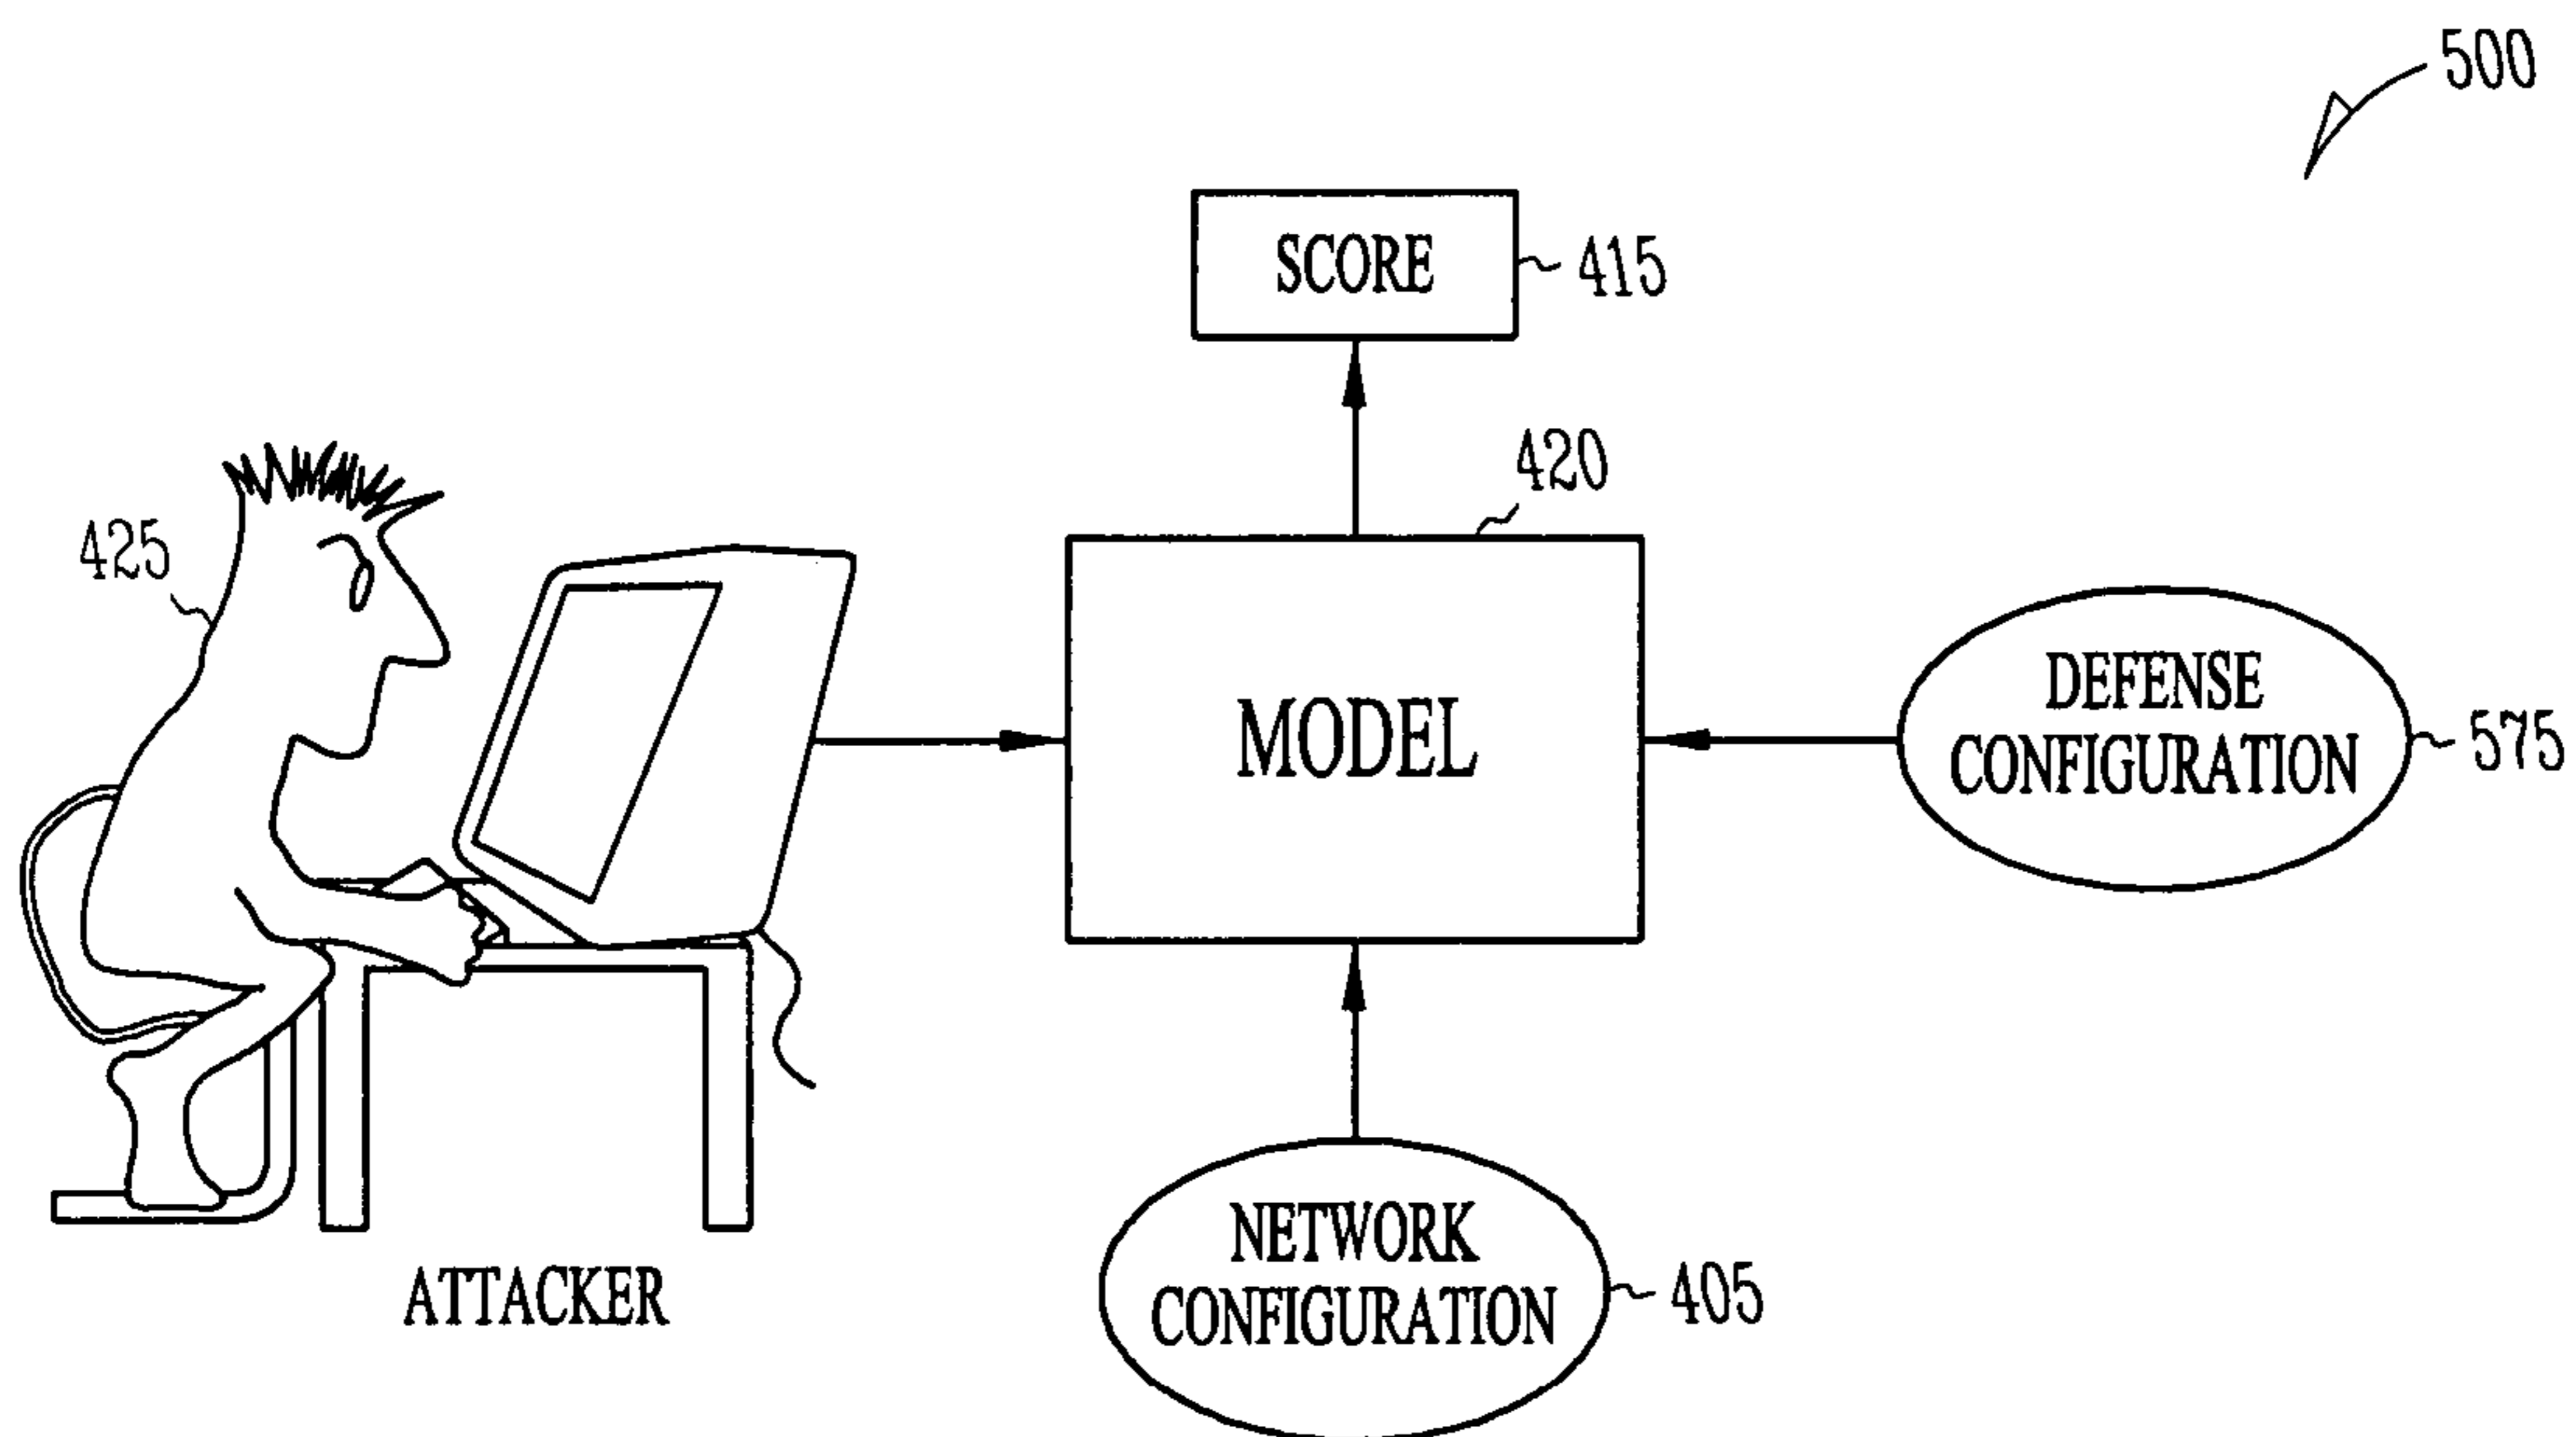 500
SCORE
415
420
425
MODEL
DEFENSE
CONFIGURATION
575
NETWORK
CONFIGURATION
405
ATTACKER